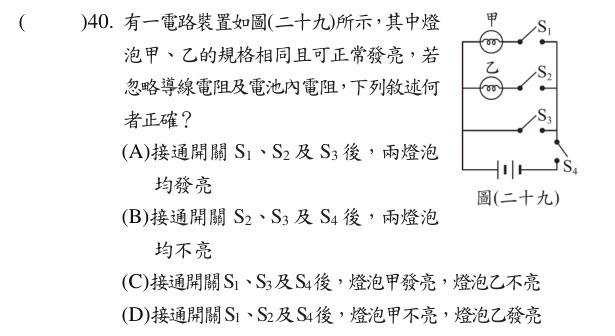 (　　)40. 有一電路裝置如圖(二十九)所示，其中燈
泡甲、乙的規格相同且可正常發亮，若
忽略導線電阻及電池內電阻，下列敘述何
者正確？
(A)接通開關 S₁、S₂ 及 S₃ 後，兩燈泡
均發亮
(B)接通開關 S₂、S₃ 及 S₄ 後，兩燈泡
均不亮
(C)接通開關 S₁、S₃ 及 S₄ 後，燈泡甲發亮，燈泡乙不亮
(D)接通開關 S₁、S₂ 及 S₄ 後，燈泡甲不亮，燈泡乙發亮
甲 S₁
乙 S₂
S₃
S₄
圖(二十九)